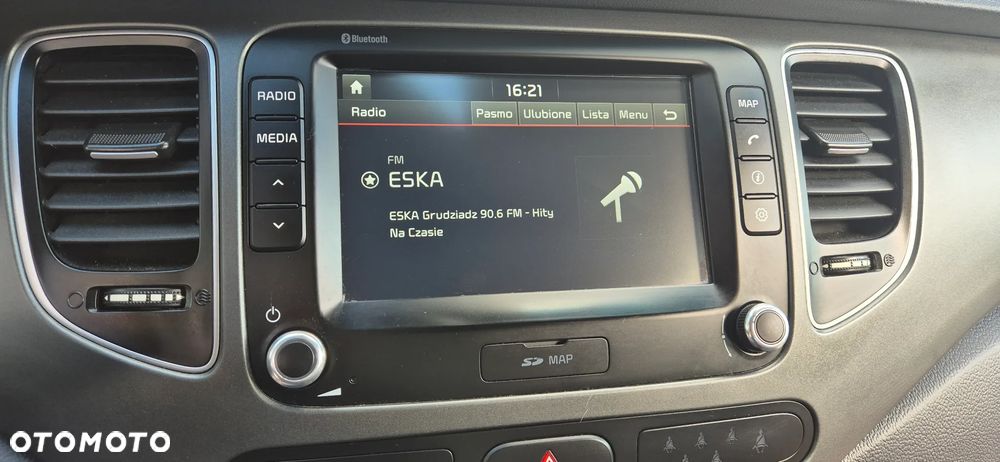 Bluetooth
RADIO
MEDIA
16:21
Radio Pasmo Ulubione Lista Menu
FM
ESKA
ESKA Grudziadz 90.6 FM - Hity
Na Czasie
MAP
SD MAP
OTOMOTO